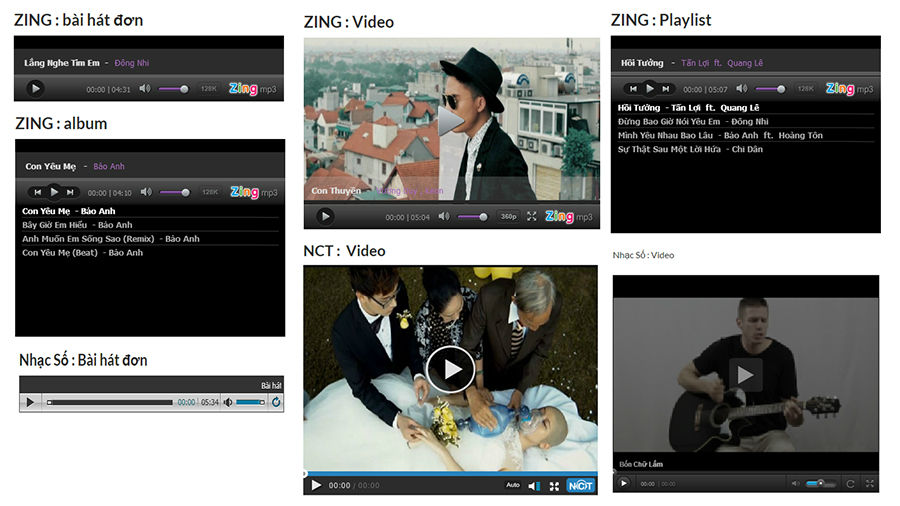 ZING : bài hát đơn
Lắng Nghe Tim Em - Đông Nhi
00:00 | 04:31
128K
Zing mp3
ZING : album
Con Yêu Mẹ - Bảo Anh
00:00 | 04:10
128K
Zing mp3
Con Yêu Mẹ - Bảo Anh
Bây Giờ Em Hiểu - Bảo Anh
Anh Muốn Em Sống Sao (Remix) - Bảo Anh
Con Yêu Mẹ (Beat) - Bảo Anh
Nhạc Số : Bài hát đơn
Bài hát
00:00 05:34
ZING : Video
Con Thuyền
00:00 | 05:04
360p
Zing mp3
NCT : Video
00:00 / 00:00
Auto
NCT
ZING : Playlist
Hồi Tưởng - Tấn Lợi ft. Quang Lê
00:00 | 05:07
128K
Zing mp3
Hồi Tưởng - Tấn Lợi ft. Quang Lê
Đừng Bao Giờ Nói Yêu Em - Đông Nhi
Mình Yêu Nhau Bao Lâu - Bảo Anh ft. Hoàng Tôn
Sự Thật Sau Một Lời Hứa - Chi Dân
Nhạc Số : Video
Bốn Chữ Lắm
00:00 | 00:00